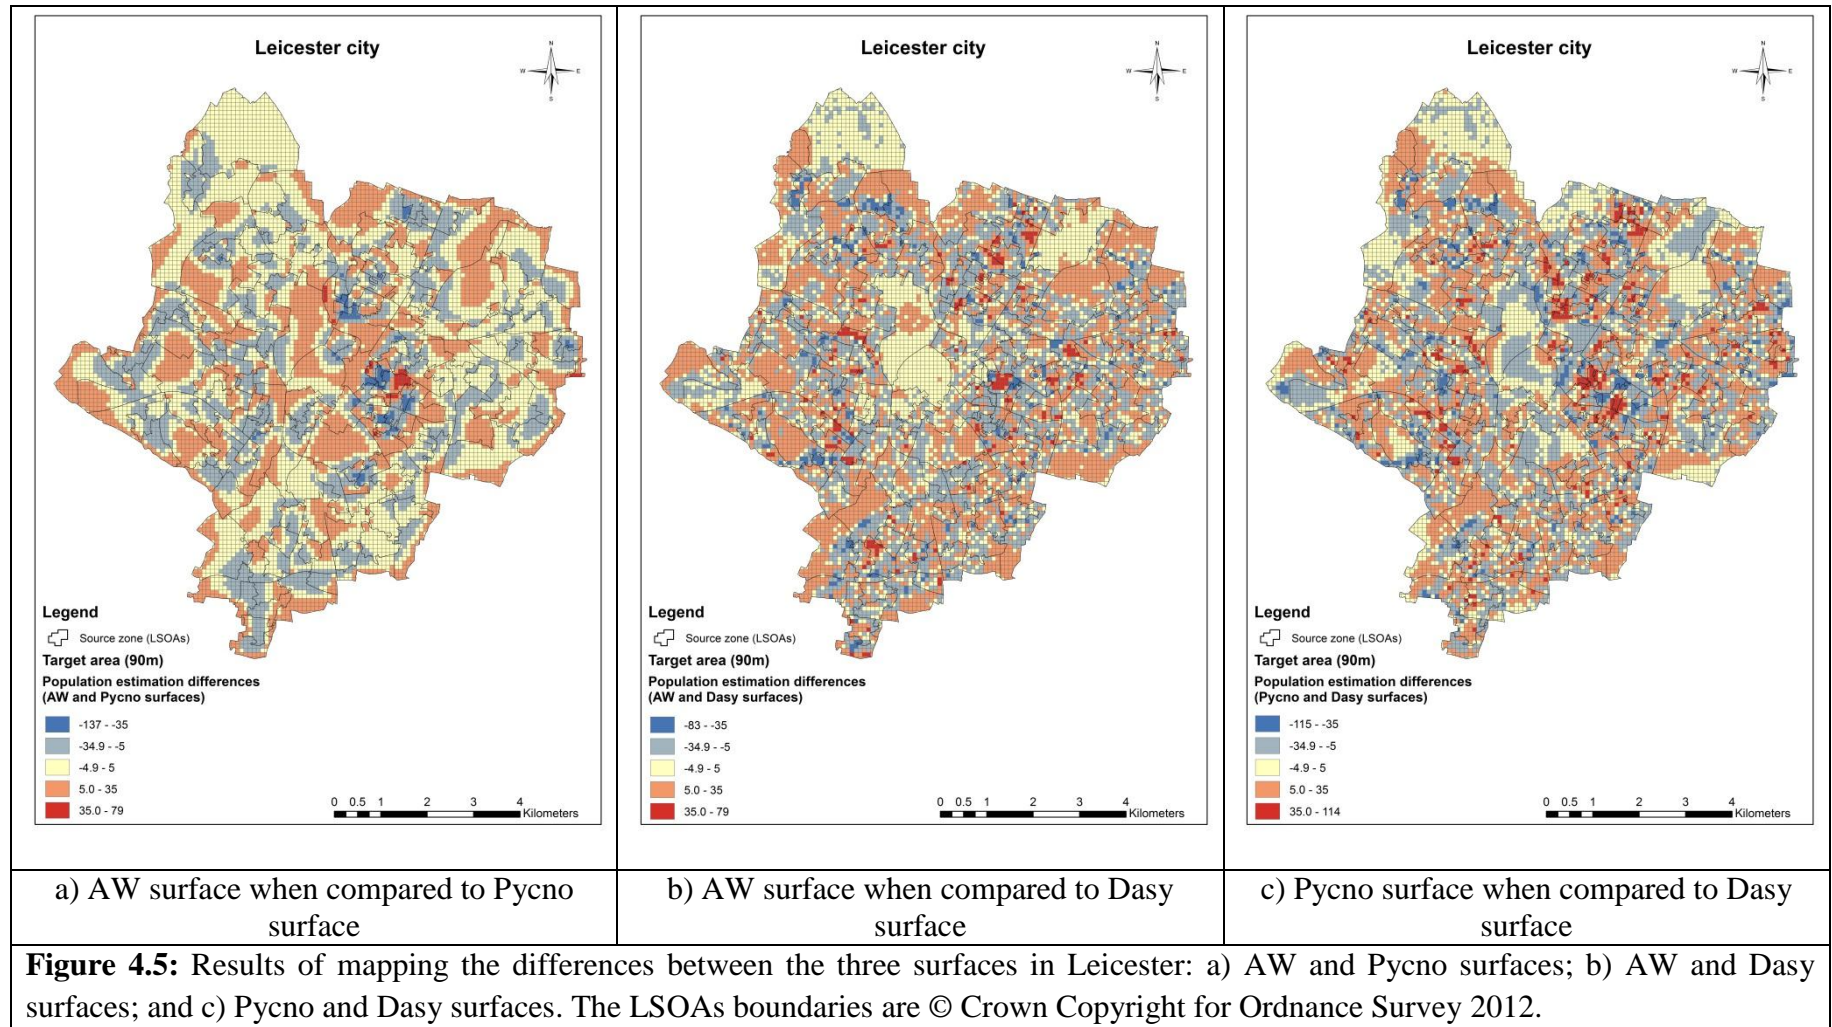 Leicester city
N
W E
S
Legend
Source zone (LSOAs)
Target area (90m)
Population estimation differences
(AW and Pycno surfaces)
-137 - -35
-34.9 - -5
-4.9 - 5
5.0 - 35
35.0 - 79
0 0.5 1 2 3 4
Kilometers
Leicester city
N
W E
S
Legend
Source zone (LSOAs)
Target area (90m)
Population estimation differences
(AW and Dasy surfaces)
-83 - -35
-34.9 - -5
-4.9 - 5
5.0 - 35
35.0 - 79
0 0.5 1 2 3 4
Kilometers
Leicester city
N
W E
S
Legend
Source zone (LSOAs)
Target area (90m)
Population estimation differences
(Pycno and Dasy surfaces)
-115 - -35
-34.9 - -5
-4.9 - 5
5.0 - 35
35.0 - 114
0 0.5 1 2 3 4
Kilometers
a) AW surface when compared to Pycno
surface
b) AW surface when compared to Dasy
surface
c) Pycno surface when compared to Dasy
surface
Figure 4.5: Results of mapping the differences between the three surfaces in Leicester: a) AW and Pycno surfaces; b) AW and Dasy
surfaces; and c) Pycno and Dasy surfaces. The LSOAs boundaries are © Crown Copyright for Ordnance Survey 2012.